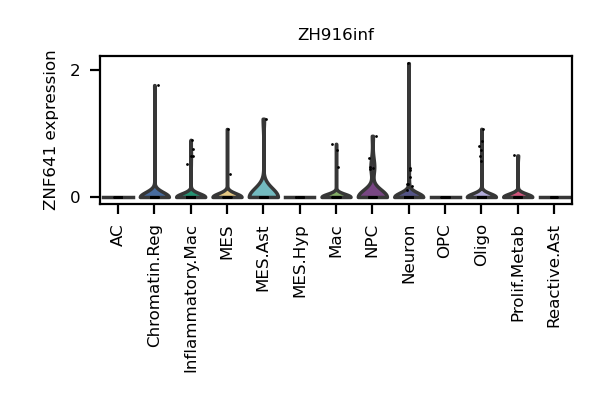 ZH916inf
ZNF641 expression
2
0
AC
Chromatin.Reg
Inflammatory.Mac
MES
MES.Ast
MES.Hyp
Mac
NPC
Neuron
OPC
Oligo
Prolif.Metab
Reactive.Ast